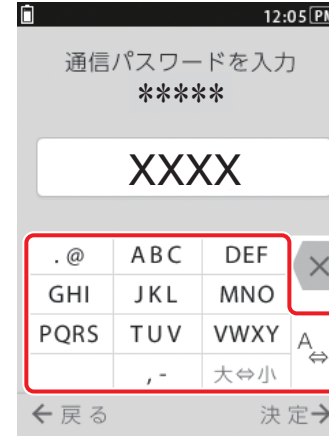 12:05 PM
通信パスワードを入力
*****
XXXX
.@ ABC DEF
GHI JKL MNO
PQRS TUV VWXY A⇔
,- 大⇔小
←戻る 決定→